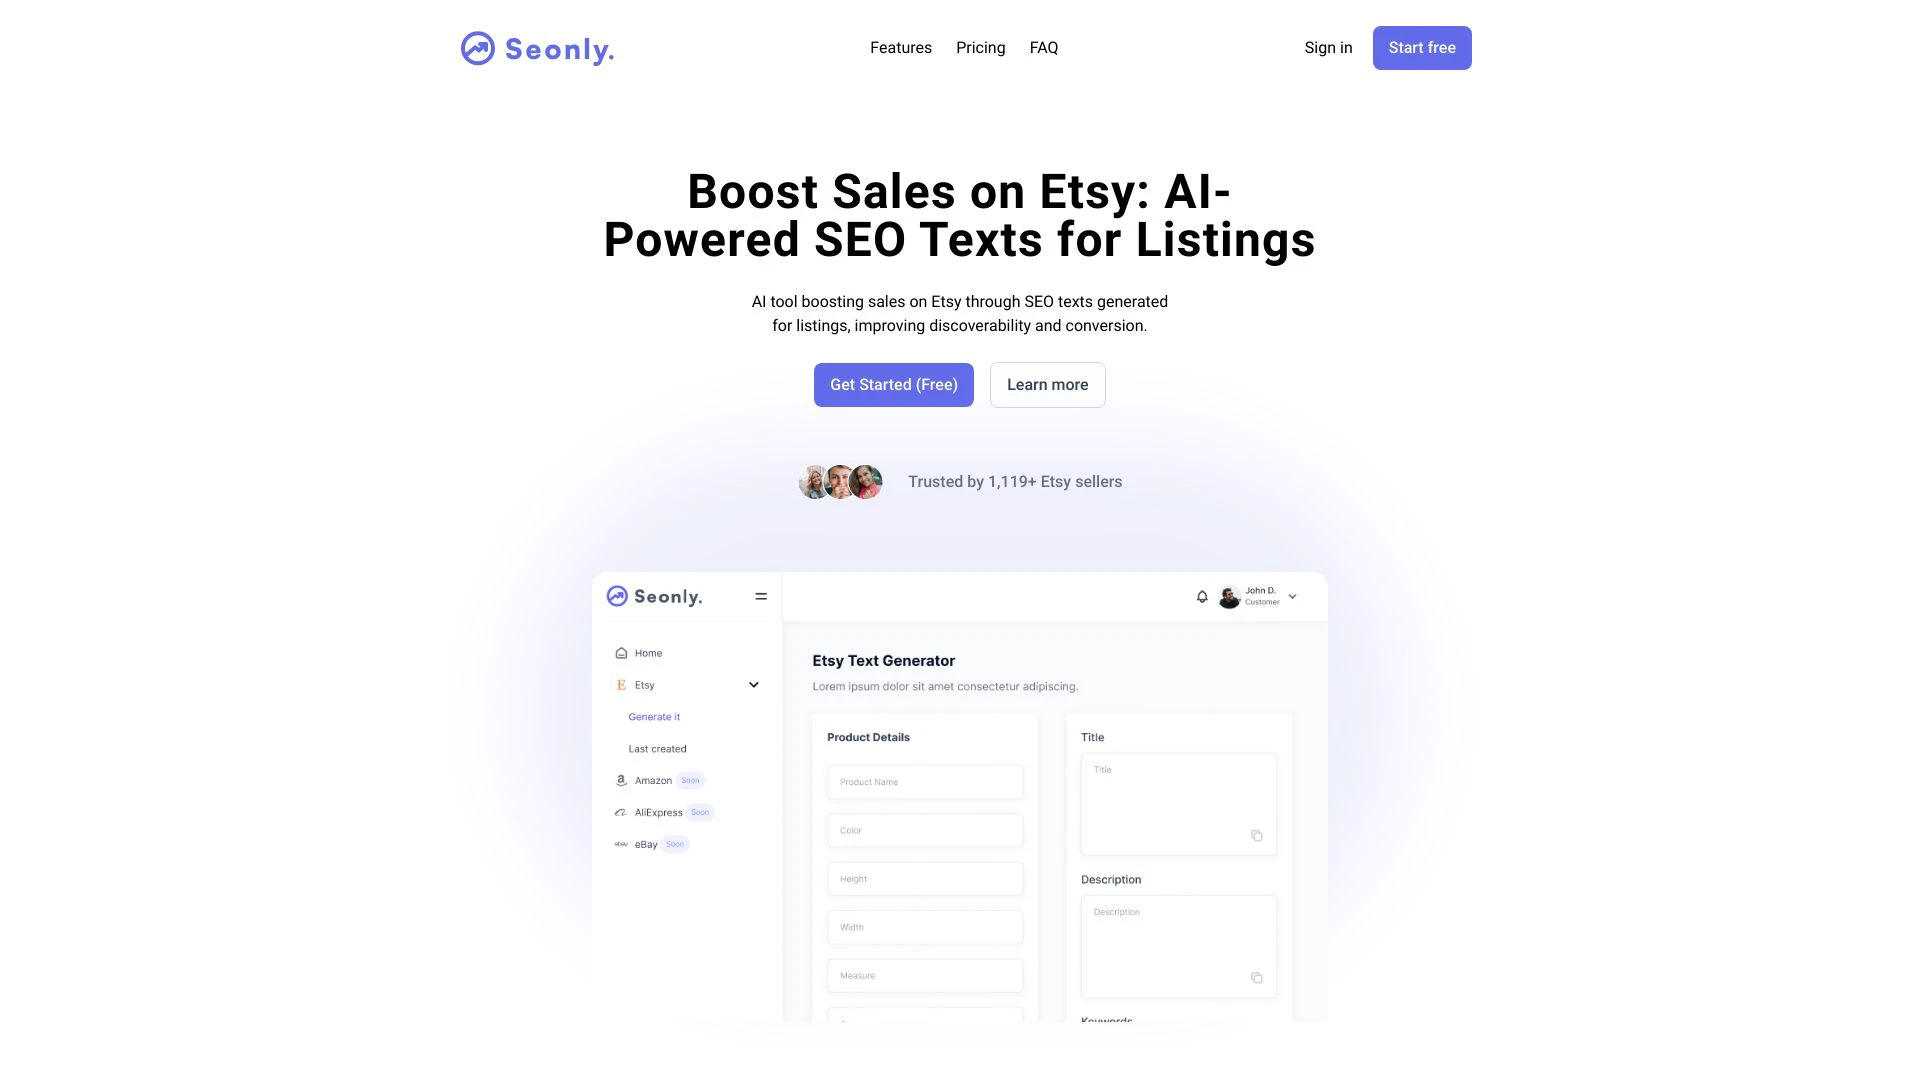 Seonly.
Features
Pricing
FAQ
Sign in
Start free
Boost Sales on Etsy: AI-
Powered SEO Texts for Listings
AI tool boosting sales on Etsy through SEO texts generated
for listings, improving discoverability and conversion.
Get Started (Free)
Learn more
Trusted by 1,119+ Etsy sellers
Seonly.
John D.
Customer
Home
E Etsy
Generate it
Last created
a Amazon Soon
AliExpress Soon
ebay eBay Soon
Etsy Text Generator
Lorem ipsum dolor sit amet consectetur adipiscing.
Product Details
Product Name
Color
Height
Width
Measure
Title
Title
Description
Description
Keywords